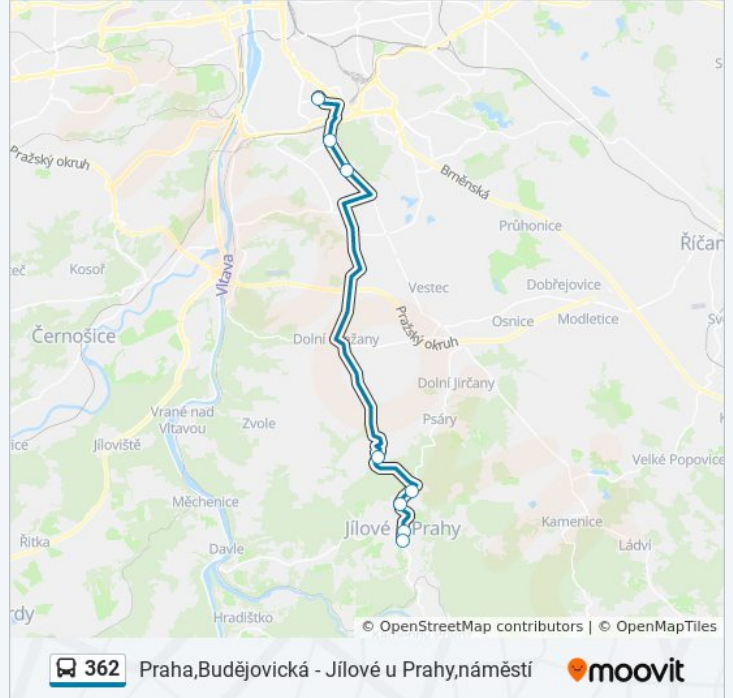 Pražský okruh
Brněnská
Průhonice
Říčan
eč
Kosoř
Vltava
Vestec
Dobřejovice
Osnice
Modletice
Sv
Černošice
Dolní
žany
Pražský okruh
Dolní Jirčany
Vrané nad
Vltavou
Zvole
Psáry
ice
Jíloviště
Velké Popovice
Měchenice
Kamenice
Jílové
Prahy
Řitka
Davle
Ládví
rdy
Hradištko
© OpenStreetMap contributors | © OpenMapTiles
362 Praha,Budějovická - Jílové u Prahy,náměstí moovit